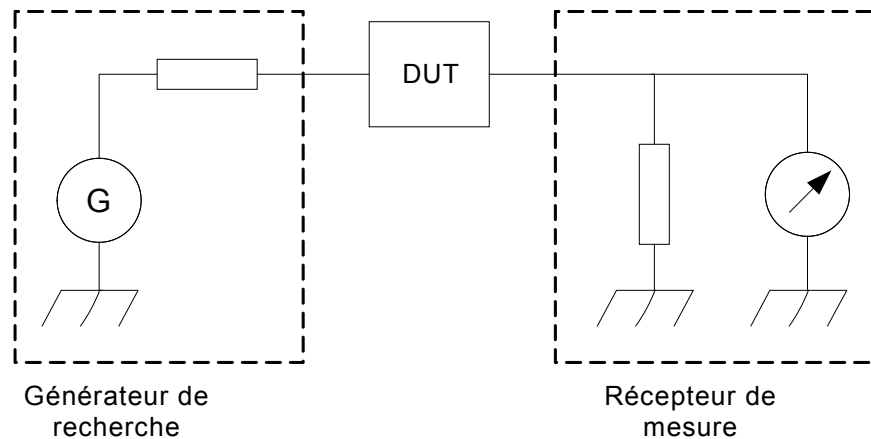 DUT
G
Générateur de
recherche
Récepteur de
mesure